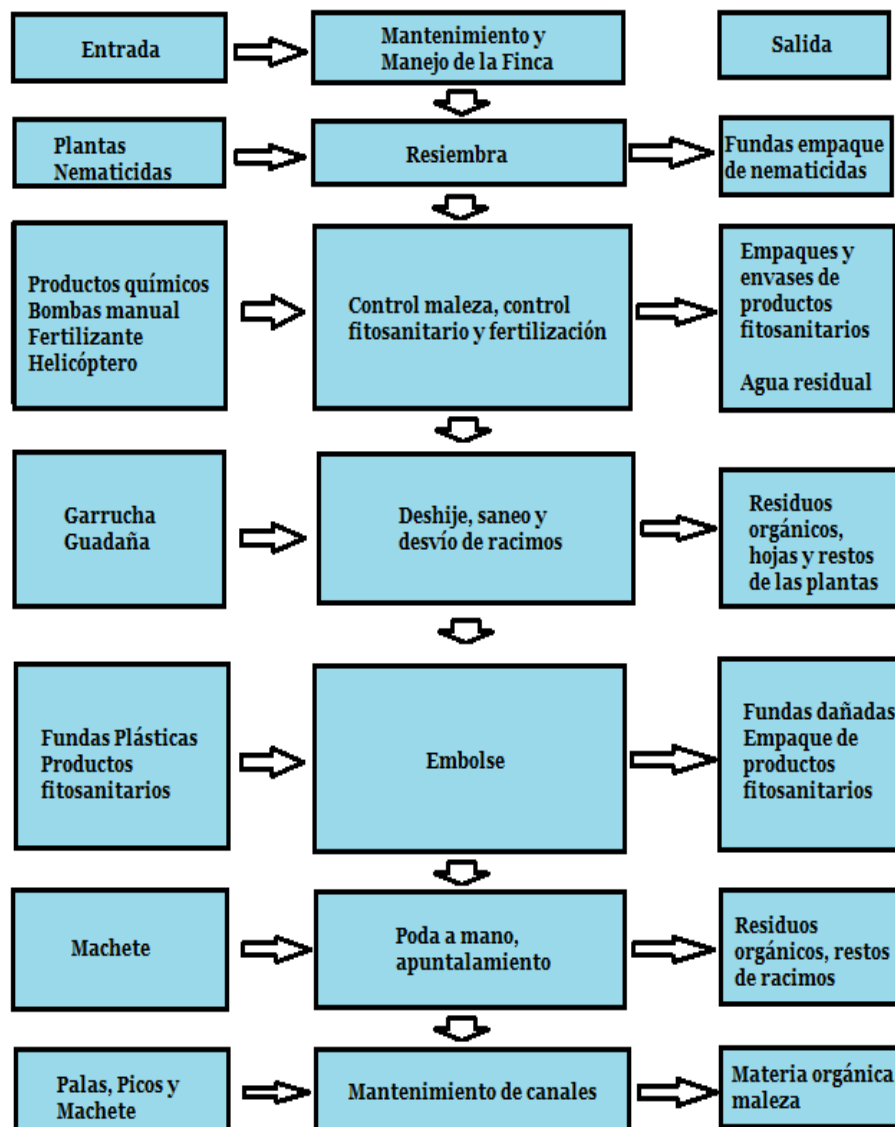 Entrada
Mantenimiento y
Manejo de la Finca
Salida
Plantas
Nematicidas
Resiembra
Fundas empaque
de nematicidas
Productos químicos
Bombas manual
Fertilizante
Helicóptero
Control maleza, control
fitosanitario y fertilización
Empaques y
envases de
productos
fitosanitarios
Agua residual
Garrucha
Guadaña
Deshije, saneo y
desvío de racimos
Residuos
orgánicos,
hojas y restos
de las plantas
Fundas Plásticas
Productos
fitosanitarios
Embolse
Fundas dañadas
Empaque de
productos
fitosanitarios
Machete
Poda a mano,
apuntalamiento
Residuos
orgánicos, restos
de racimos
Palas, Picos y
Machete
Mantenimiento de canales
Materia orgánica
maleza